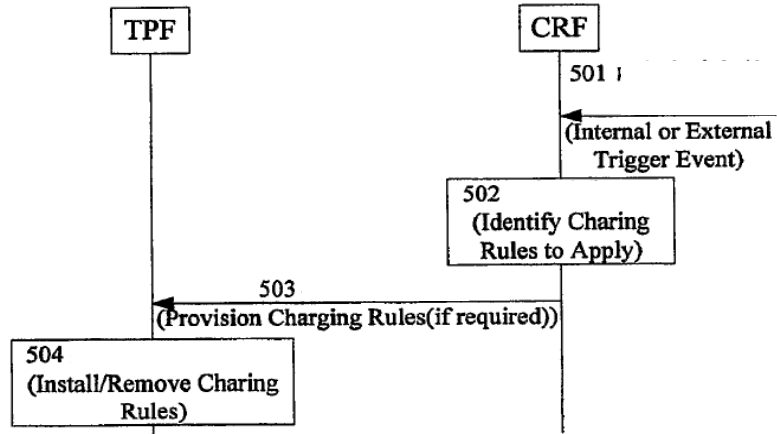 TPF
CRF
501
(Internal or External
Trigger Event)
502
(Identify Charing
Rules to Apply)
503
(Provision Charging Rules(if required))
504
(Install/Remove Charing
Rules)